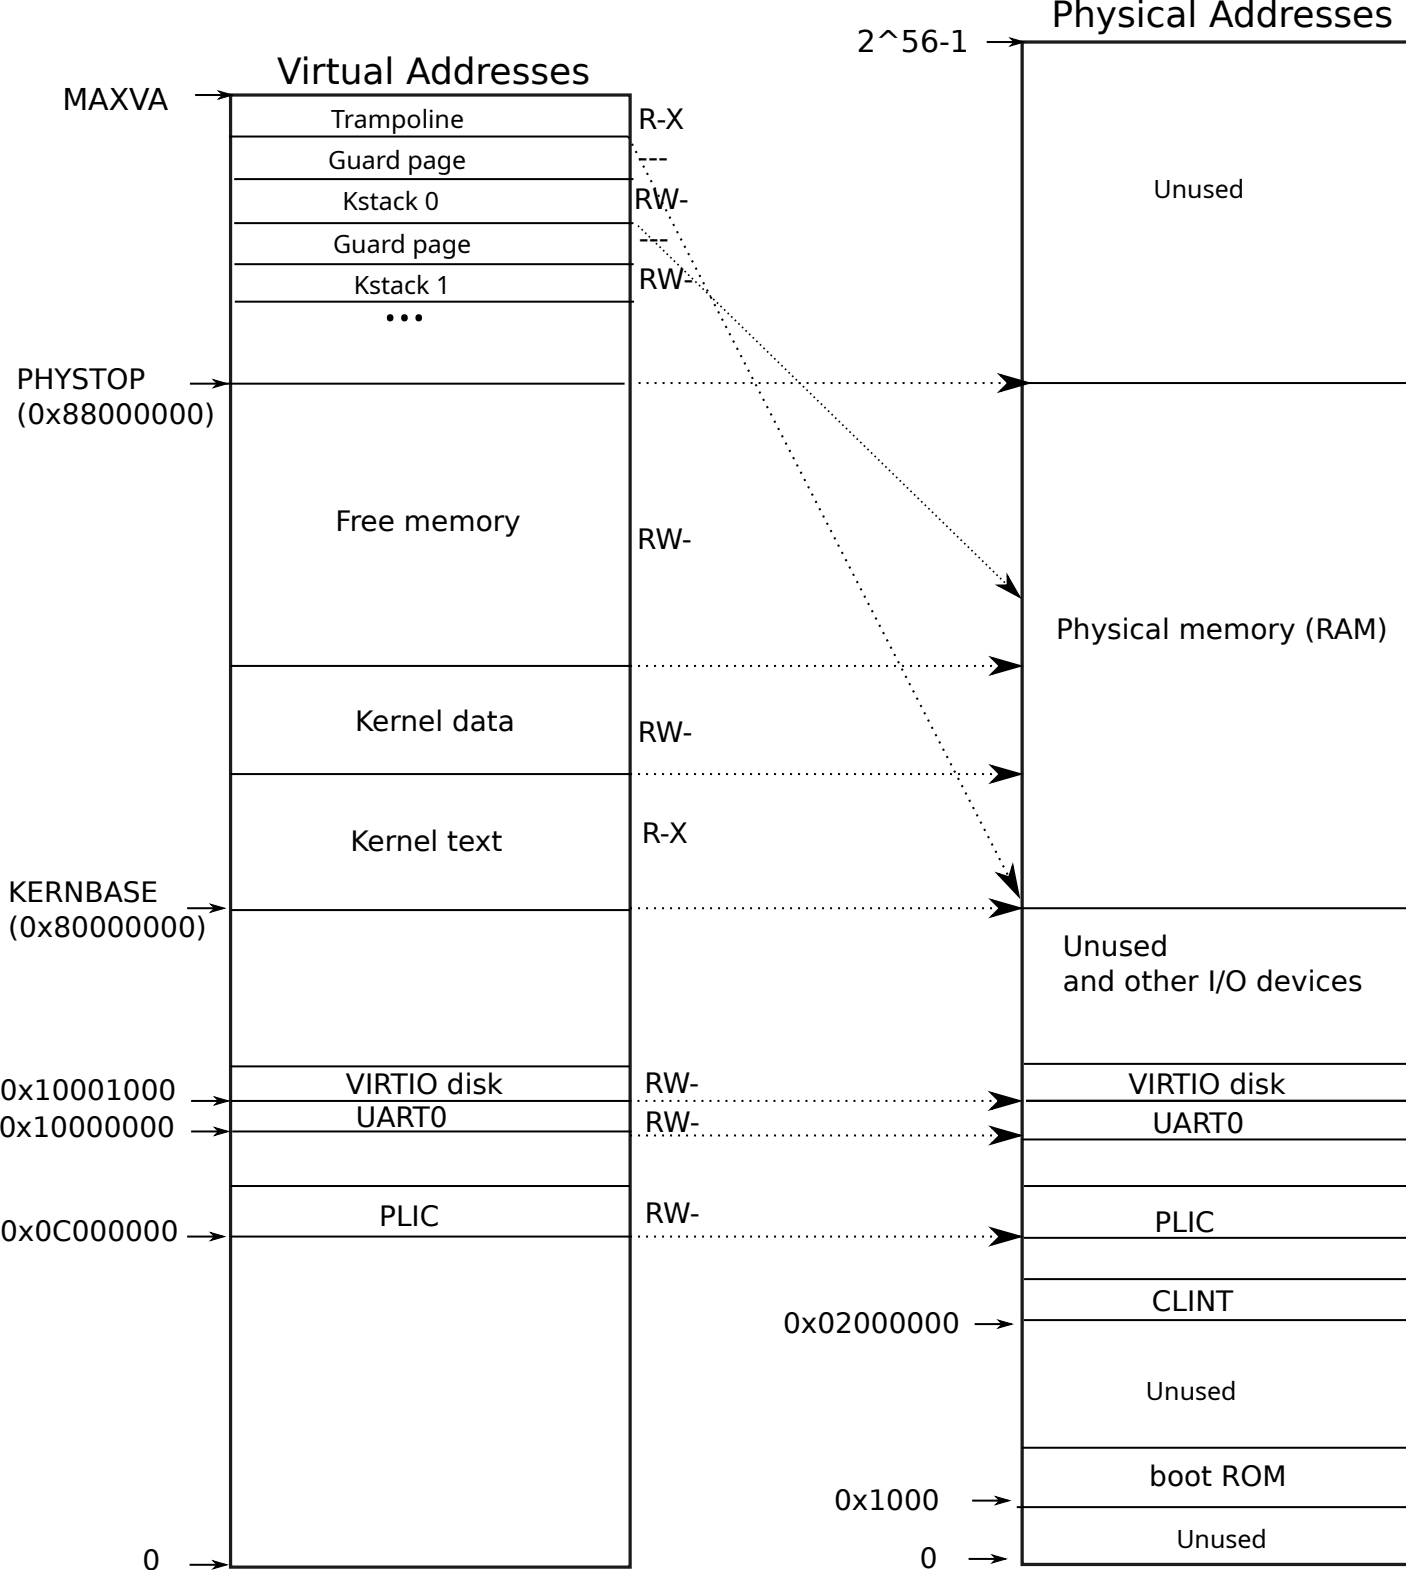 Physical Addresses
2^56-1
Virtual Addresses
MAXVA
Trampoline
R-X
Guard page
---
Unused
Kstack 0
RW-
Guard page
---
Kstack 1
RW-
...
PHYSTOP
(0x88000000)
Free memory
RW-
Physical memory (RAM)
Kernel data
RW-
Kernel text
R-X
KERNBASE
(0x80000000)
Unused
and other I/O devices
0x10001000
VIRTIO disk
RW-
VIRTIO disk
0x10000000
UART0
RW-
UART0
0x0C000000
PLIC
RW-
PLIC
CLINT
0x02000000
Unused
boot ROM
0x1000
Unused
0
0